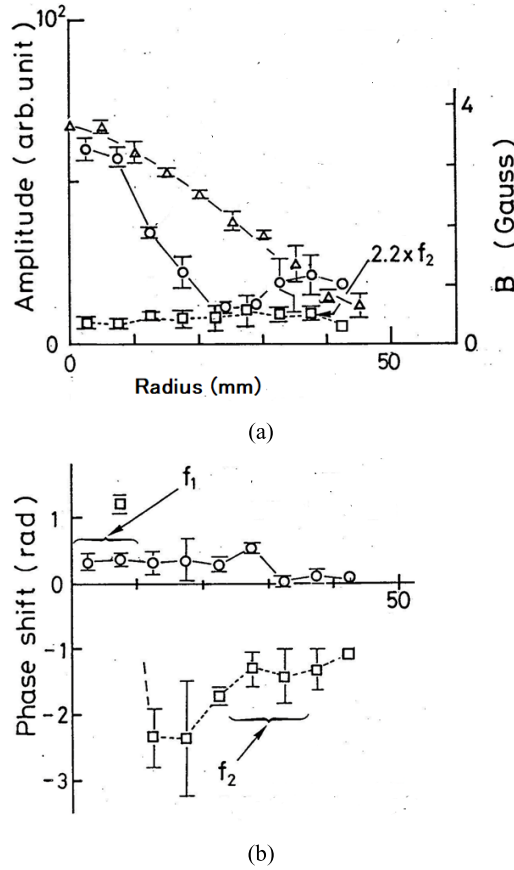 10²
Amplitude (arb. unit)
0
0
50
Radius (mm)
4
B (Gauss)
0
2.2×f₂
(a)
f₁
1
0
-1
-2
-3
Phase shift (rad)
50
f₂
(b)